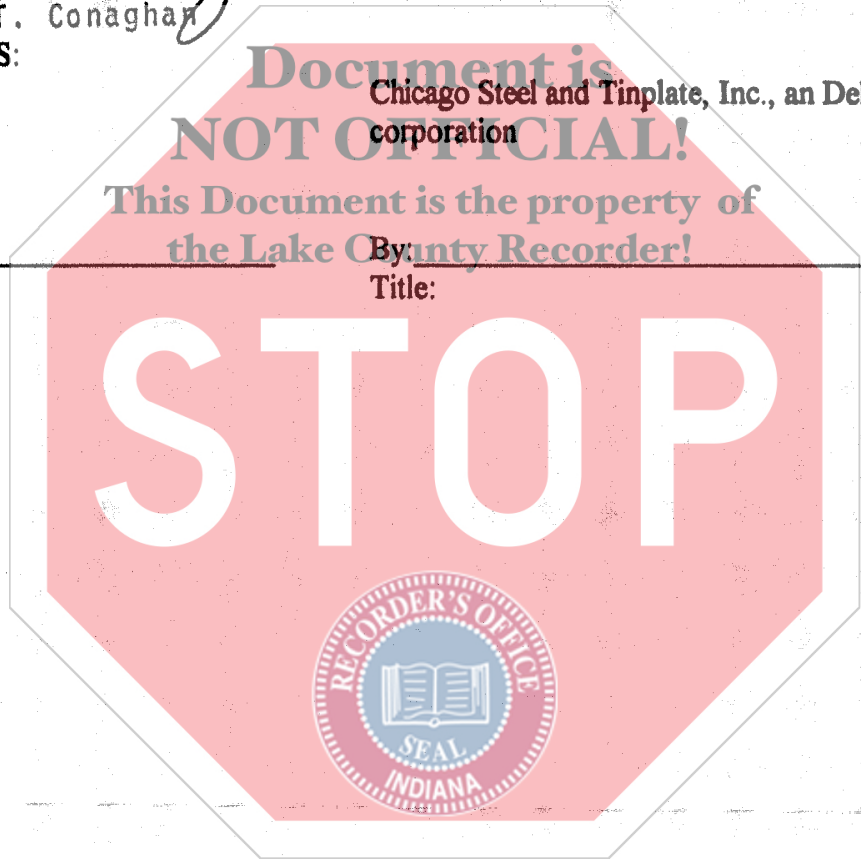 Conaghan
S:
Document is
Chicago Steel and Tinplate, Inc., an
corporation
NOT OFFICIAL!
This Document is the property of
the Lake County Recorder!
By:
Title:
STOP
RECORDER'S OFFICE
SEAL
INDIANA